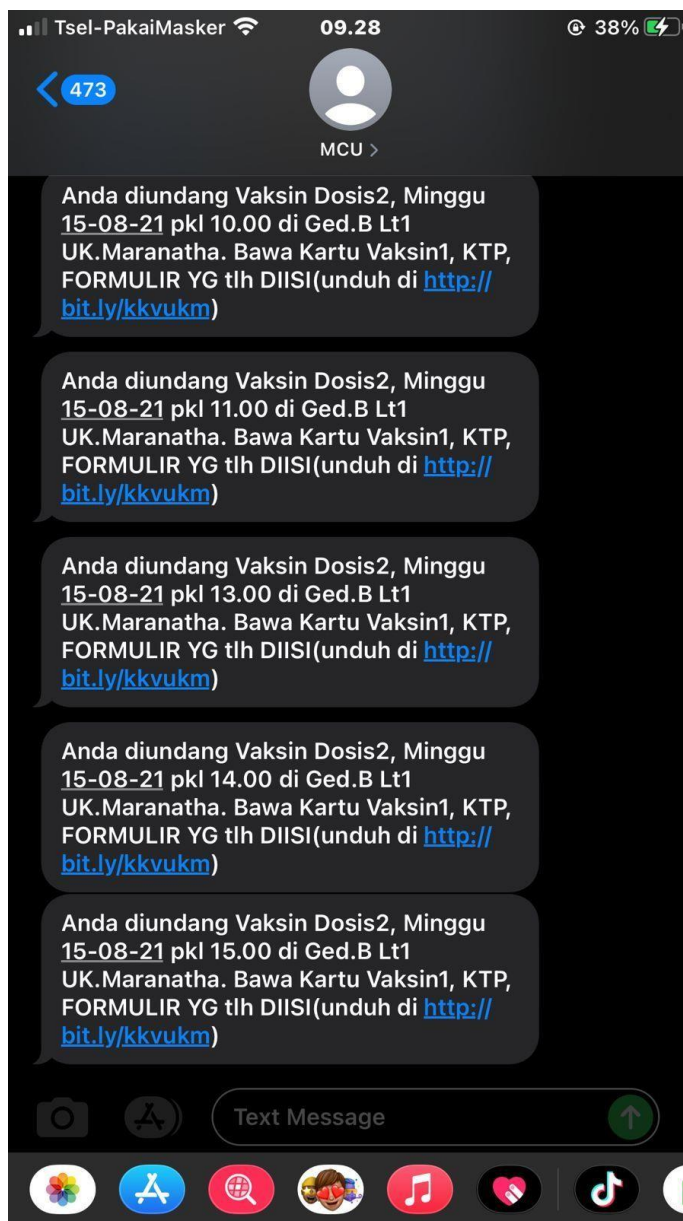 Tsel-PakaiMasker 09.28 38%
473
MCU >
Anda diundang Vaksin Dosis2, Minggu
15-08-21 pkl 10.00 di Ged.B Lt1
UK.Maranatha. Bawa Kartu Vaksin1, KTP,
FORMULIR YG tlh DIISI(unduh di http://
bit.ly/kkvukm)
Anda diundang Vaksin Dosis2, Minggu
15-08-21 pkl 11.00 di Ged.B Lt1
UK.Maranatha. Bawa Kartu Vaksin1, KTP,
FORMULIR YG tlh DIISI(unduh di http://
bit.ly/kkvukm)
Anda diundang Vaksin Dosis2, Minggu
15-08-21 pkl 13.00 di Ged.B Lt1
UK.Maranatha. Bawa Kartu Vaksin1, KTP,
FORMULIR YG tlh DIISI(unduh di http://
bit.ly/kkvukm)
Anda diundang Vaksin Dosis2, Minggu
15-08-21 pkl 14.00 di Ged.B Lt1
UK.Maranatha. Bawa Kartu Vaksin1, KTP,
FORMULIR YG tlh DIISI(unduh di http://
bit.ly/kkvukm)
Anda diundang Vaksin Dosis2, Minggu
15-08-21 pkl 15.00 di Ged.B Lt1
UK.Maranatha. Bawa Kartu Vaksin1, KTP,
FORMULIR YG tlh DIISI(unduh di http://
bit.ly/kkvukm)
Text Message